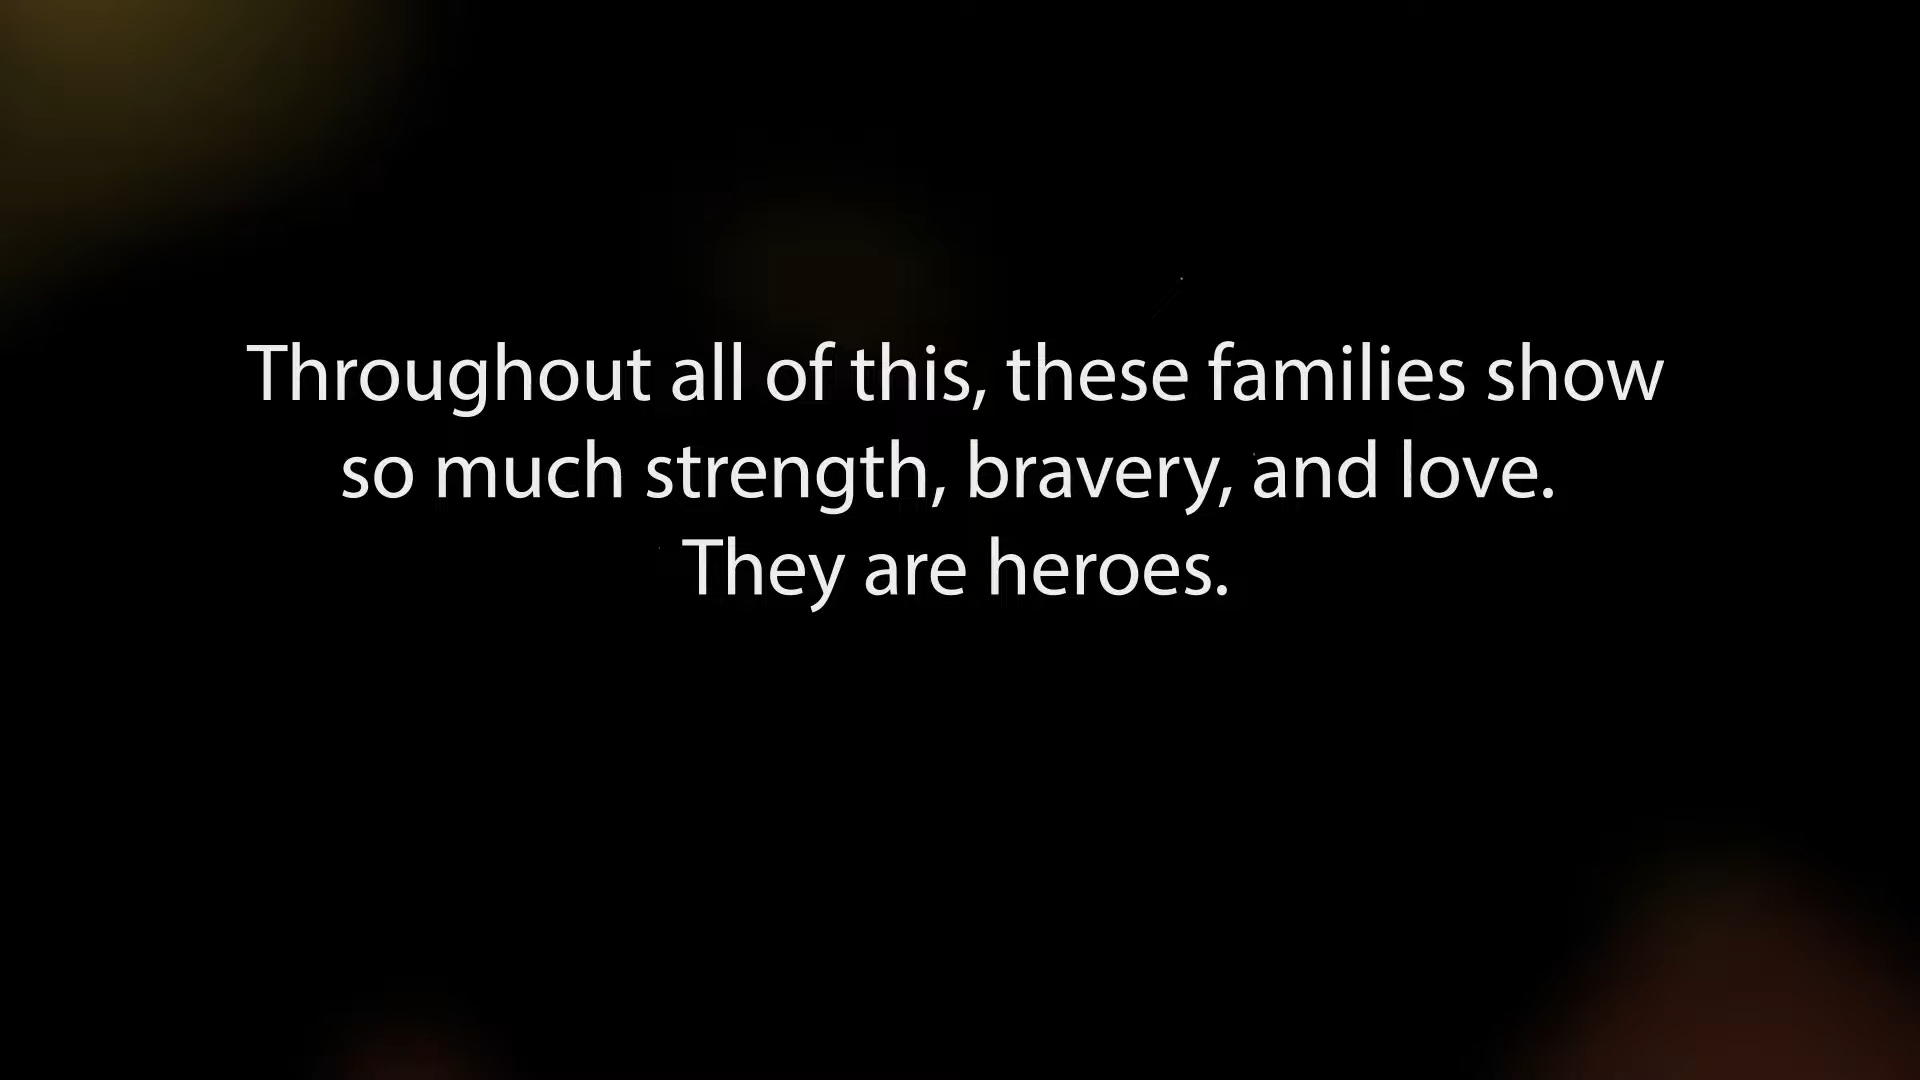 Throughout all of this, these families show
so much strength, bravery, and love.
They are heroes.